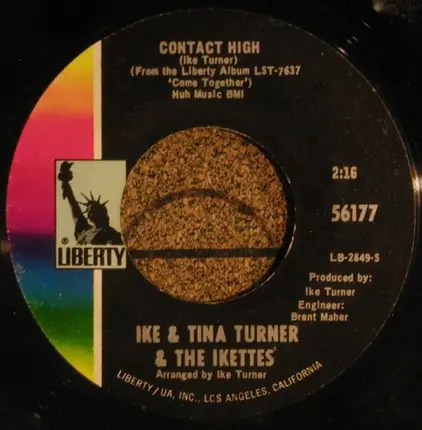 CONTACT HIGH
(Ike Turner)
(From the Liberty Album LST-7637
'Come Together')
Huh Music BMI
2:16
56177
LB-2649-S
Produced by:
Ike Turner
Engineer:
Brent Maher
® LIBERTY
IKE & TINA TURNER
& THE IKETTES
Arranged by Ike Turner
LIBERTY/UA, INC., LOS ANGELES, CALIFORNIA